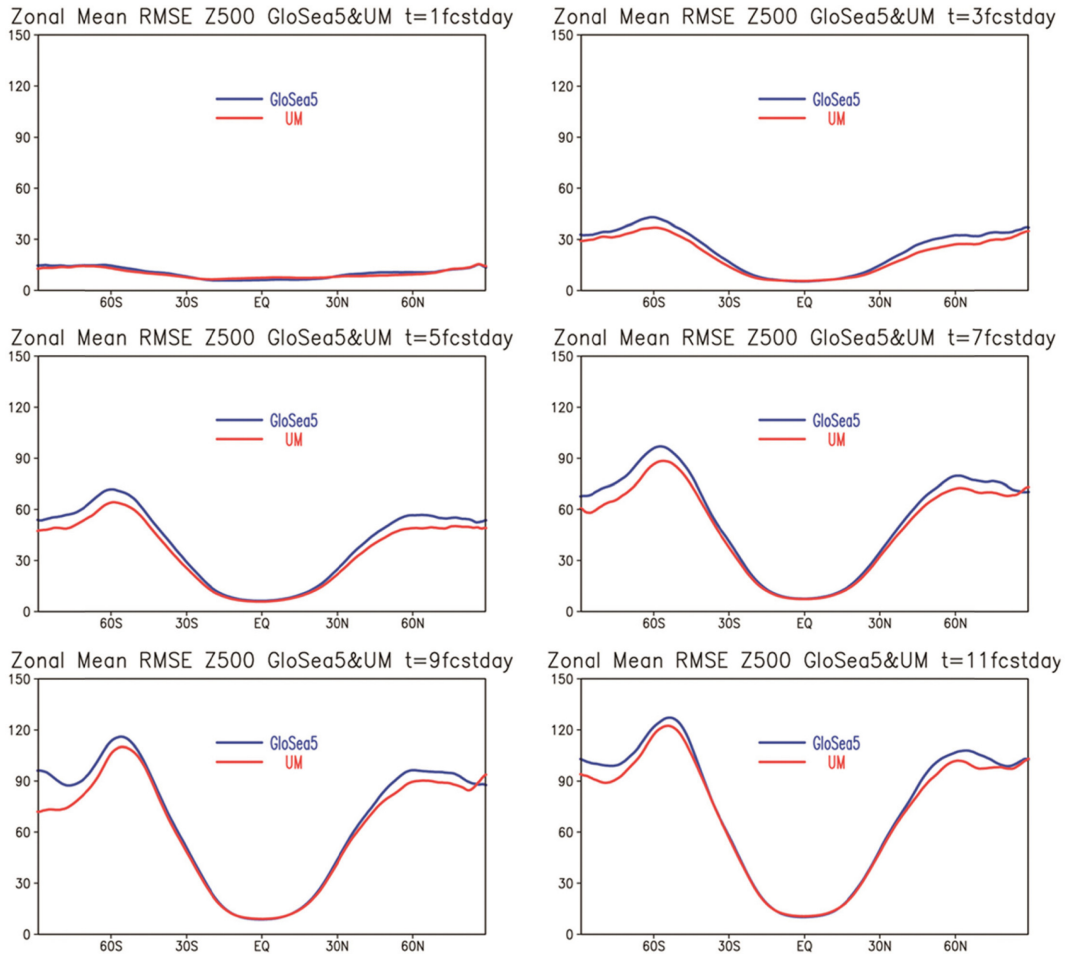 Zonal Mean RMSE Z500 GloSea5&UM t=1fcstday
150
120
90
60
30
0
GloSea5
UM
60S 30S EQ 30N 60N
Zonal Mean RMSE Z500 GloSea5&UM t=3fcstday
150
120
90
60
30
0
GloSea5
UM
60S 30S EQ 30N 60N
Zonal Mean RMSE Z500 GloSea5&UM t=5fcstday
150
120
90
60
30
0
GloSea5
UM
60S 30S EQ 30N 60N
Zonal Mean RMSE Z500 GloSea5&UM t=7fcstday
150
120
90
60
30
0
GloSea5
UM
60S 30S EQ 30N 60N
Zonal Mean RMSE Z500 GloSea5&UM t=9fcstday
150
120
90
60
30
0
GloSea5
UM
60S 30S EQ 30N 60N
Zonal Mean RMSE Z500 GloSea5&UM t=11fcstday
150
120
90
60
30
0
GloSea5
UM
60S 30S EQ 30N 60N